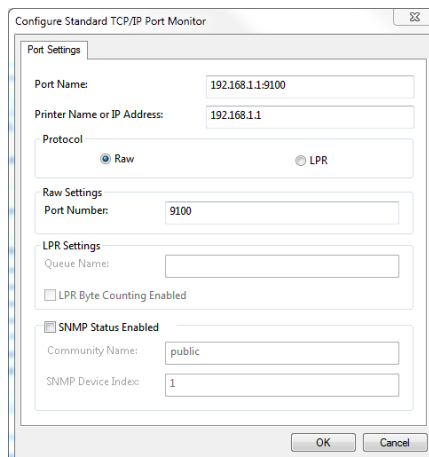 Configure Standard TCP/IP Port Monitor
Port Settings
Port Name: 192.168.1.1:9100
Printer Name or IP Address: 192.168.1.1
Protocol
Raw LPR
Raw Settings
Port Number: 9100
LPR Settings
Queue Name:
LPR Byte Counting Enabled
SNMP Status Enabled
Community Name: public
SNMP Device Index: 1
OK Cancel